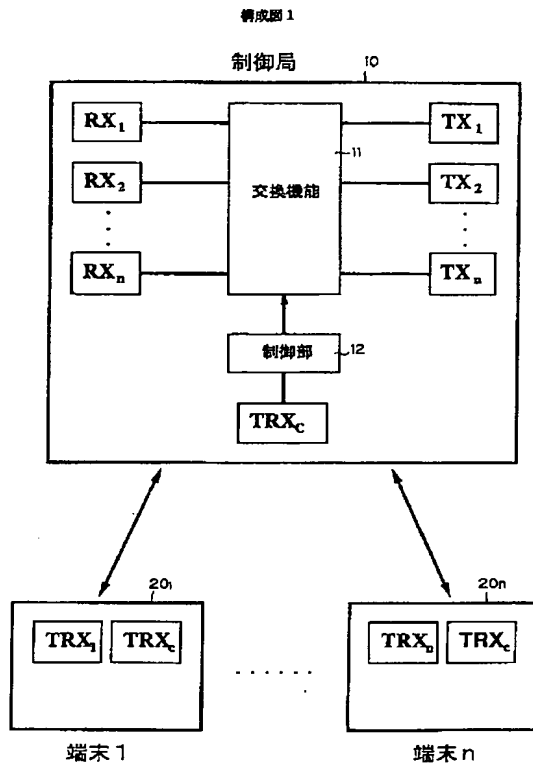 構成図1
制御局
10
RX1
TX1
11
RX2
交換機能
TX2
RXn
TXn
制御部
12
TRXC
201
20n
TRX1 TRXc
TRXn TRXc
端末1
端末n